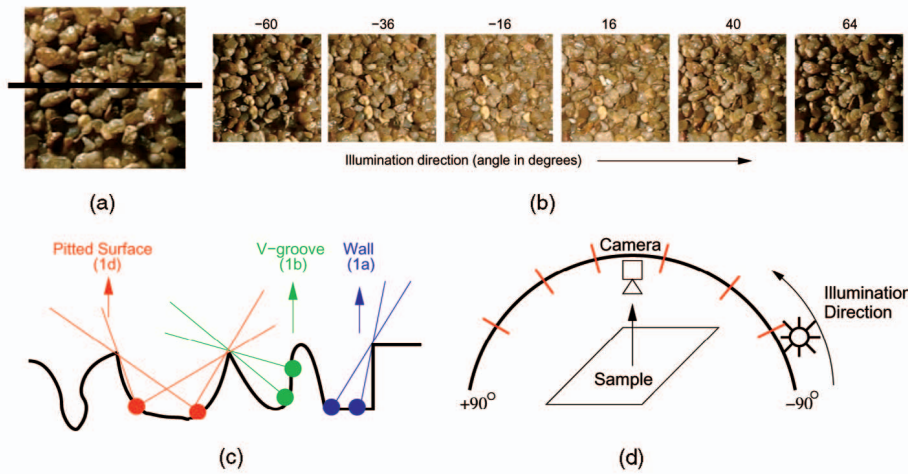 −60 −36 −16 16 40 64
Illumination direction (angle in degrees)
(a)
(b)
Pitted Surface
(1d)
V−groove
(1b)
Wall
(1a)
(c)
Camera
Illumination
Direction
Sample
+90°
−90°
(d)